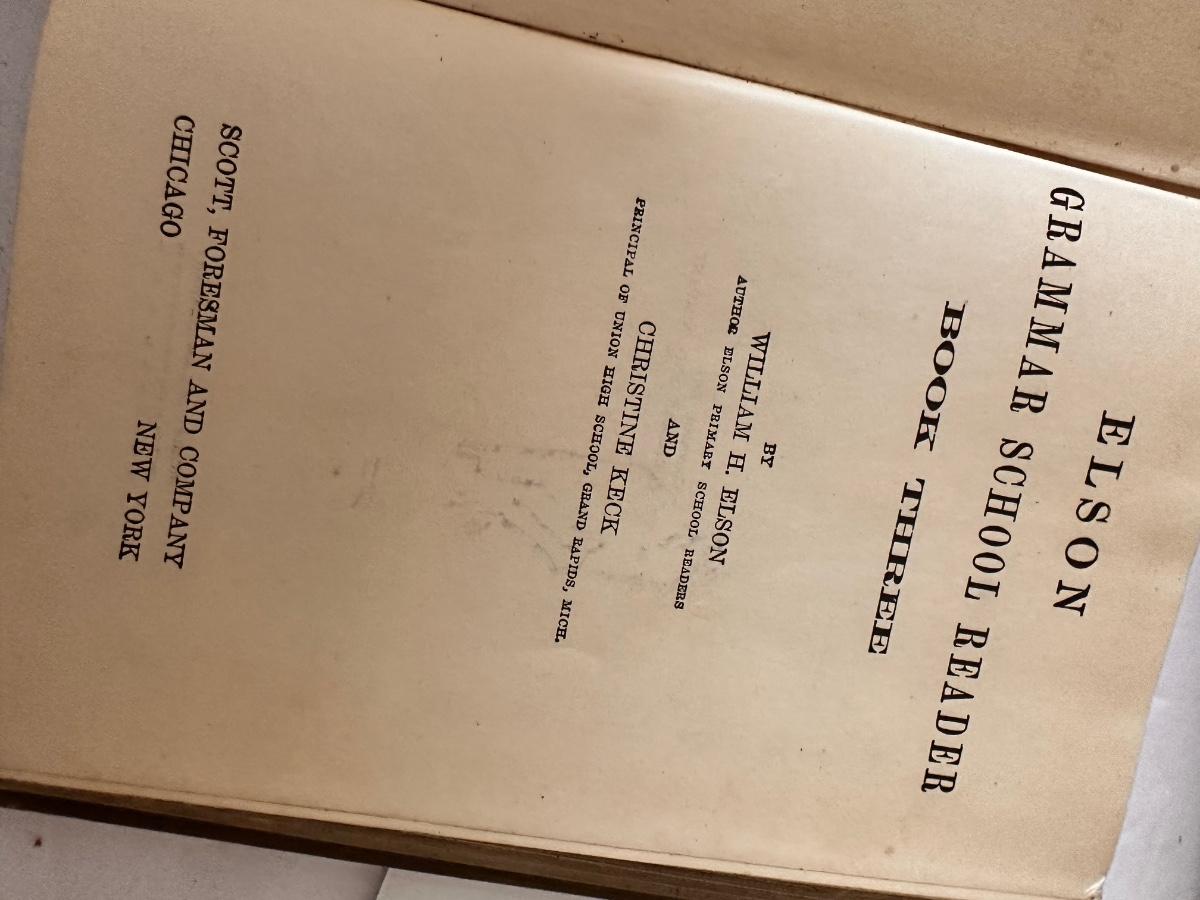 ELSON
GRAMMAR SCHOOL READER
BOOK THREE
BY
WILLIAM H. ELSON
AUTHOR ELSON PRIMARY SCHOOL READERS
AND
CHRISTINE KECK
PRINCIPAL OF UNION HIGH SCHOOL, GRAND RAPIDS, MICH.
SCOTT, FORESMAN AND COMPANY
CHICAGO NEW YORK